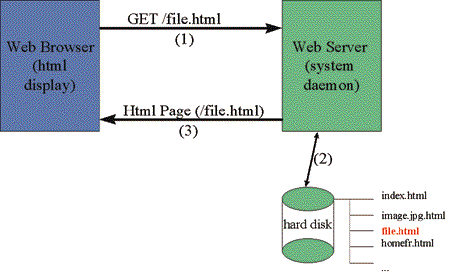 GET /file.html
(1)
Web Browser
(html
display)
Web Server
(system
daemon)
Html Page (/file.html)
(3)
(2)
hard disk
index.html
image.jpg.html
file.html
homefr.html
...